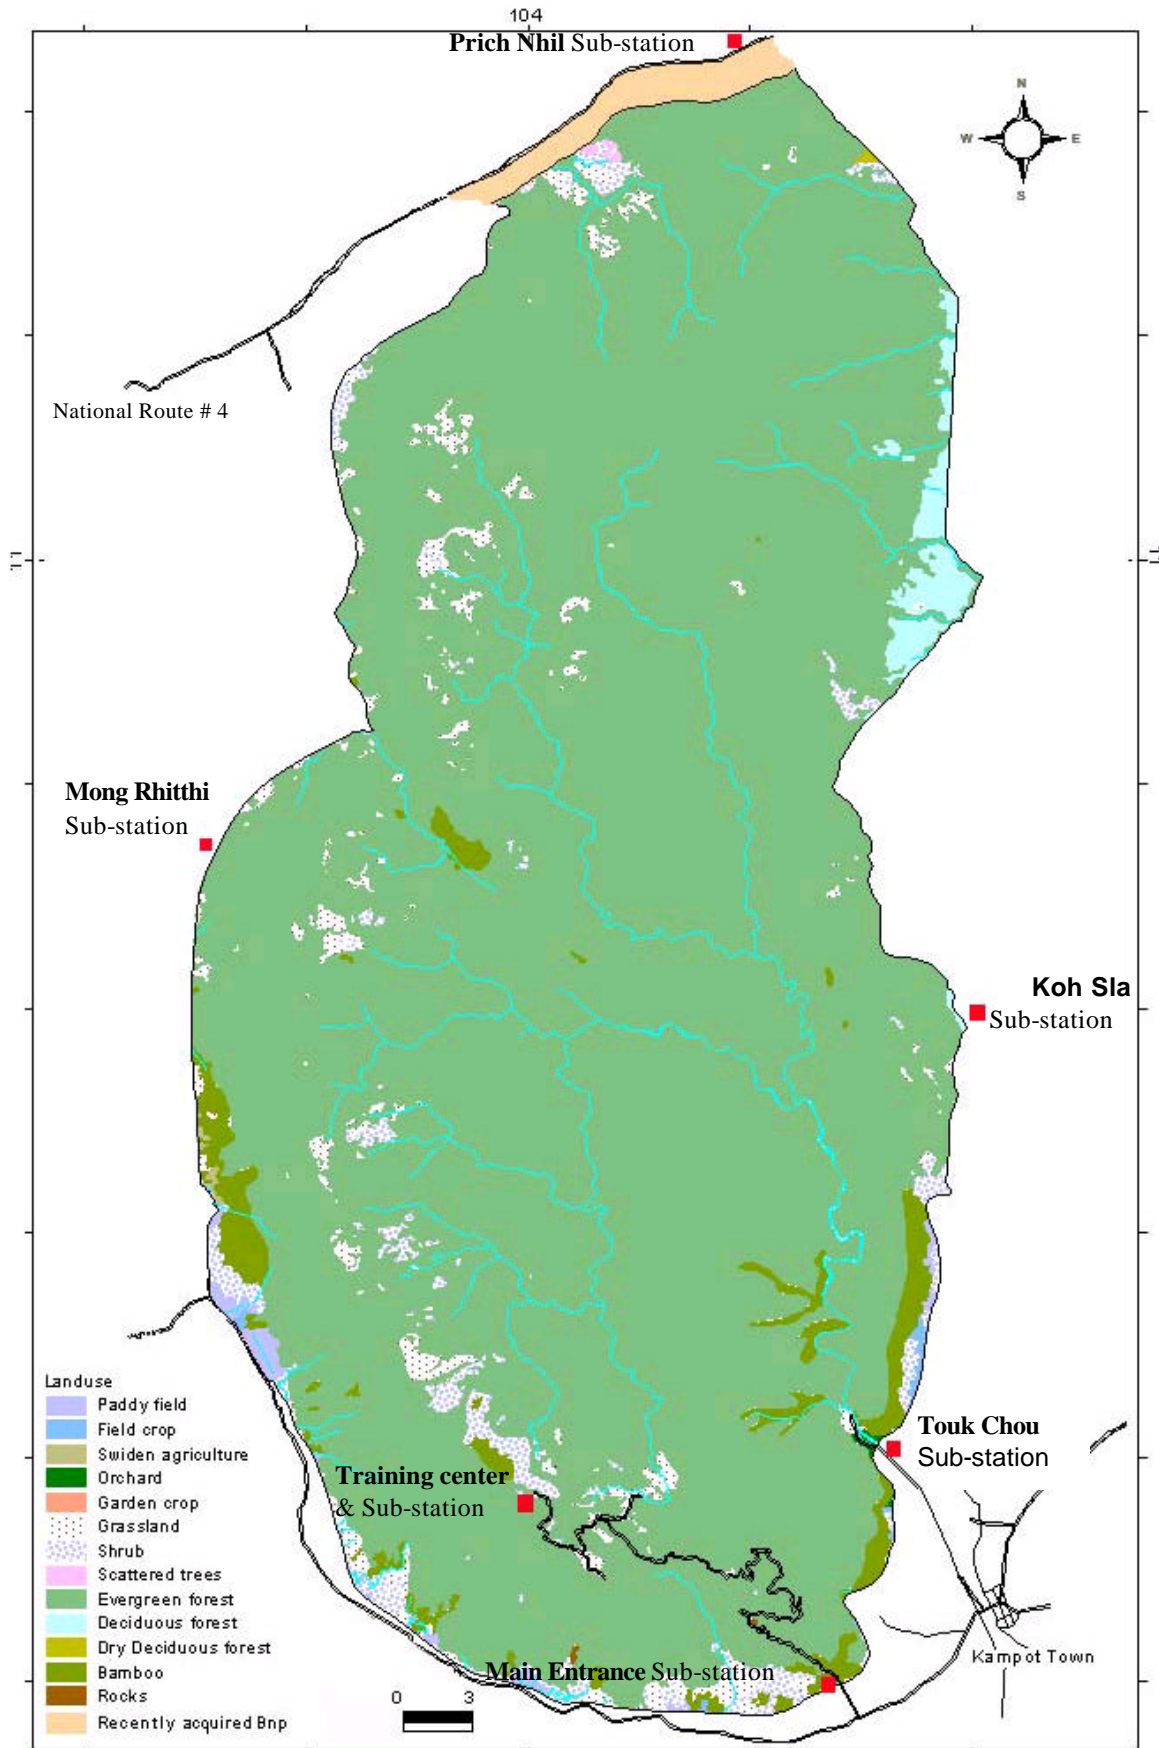 104
Prich Nhil Sub-station
N
W E
S
National Route # 4
11
11
Mong Rhitthi
Sub-station
Koh Sla
Sub-station
Landuse
Paddy field
Field crop
Swiden agriculture
Orchard
Garden crop
Grassland
Shrub
Scattered trees
Evergreen forest
Deciduous forest
Dry Deciduous forest
Bamboo
Rocks
Recently acquired Bnp
Touk Chou
Sub-station
Training center
& Sub-station
Kampot Town
Main Entrance Sub-station
0 3